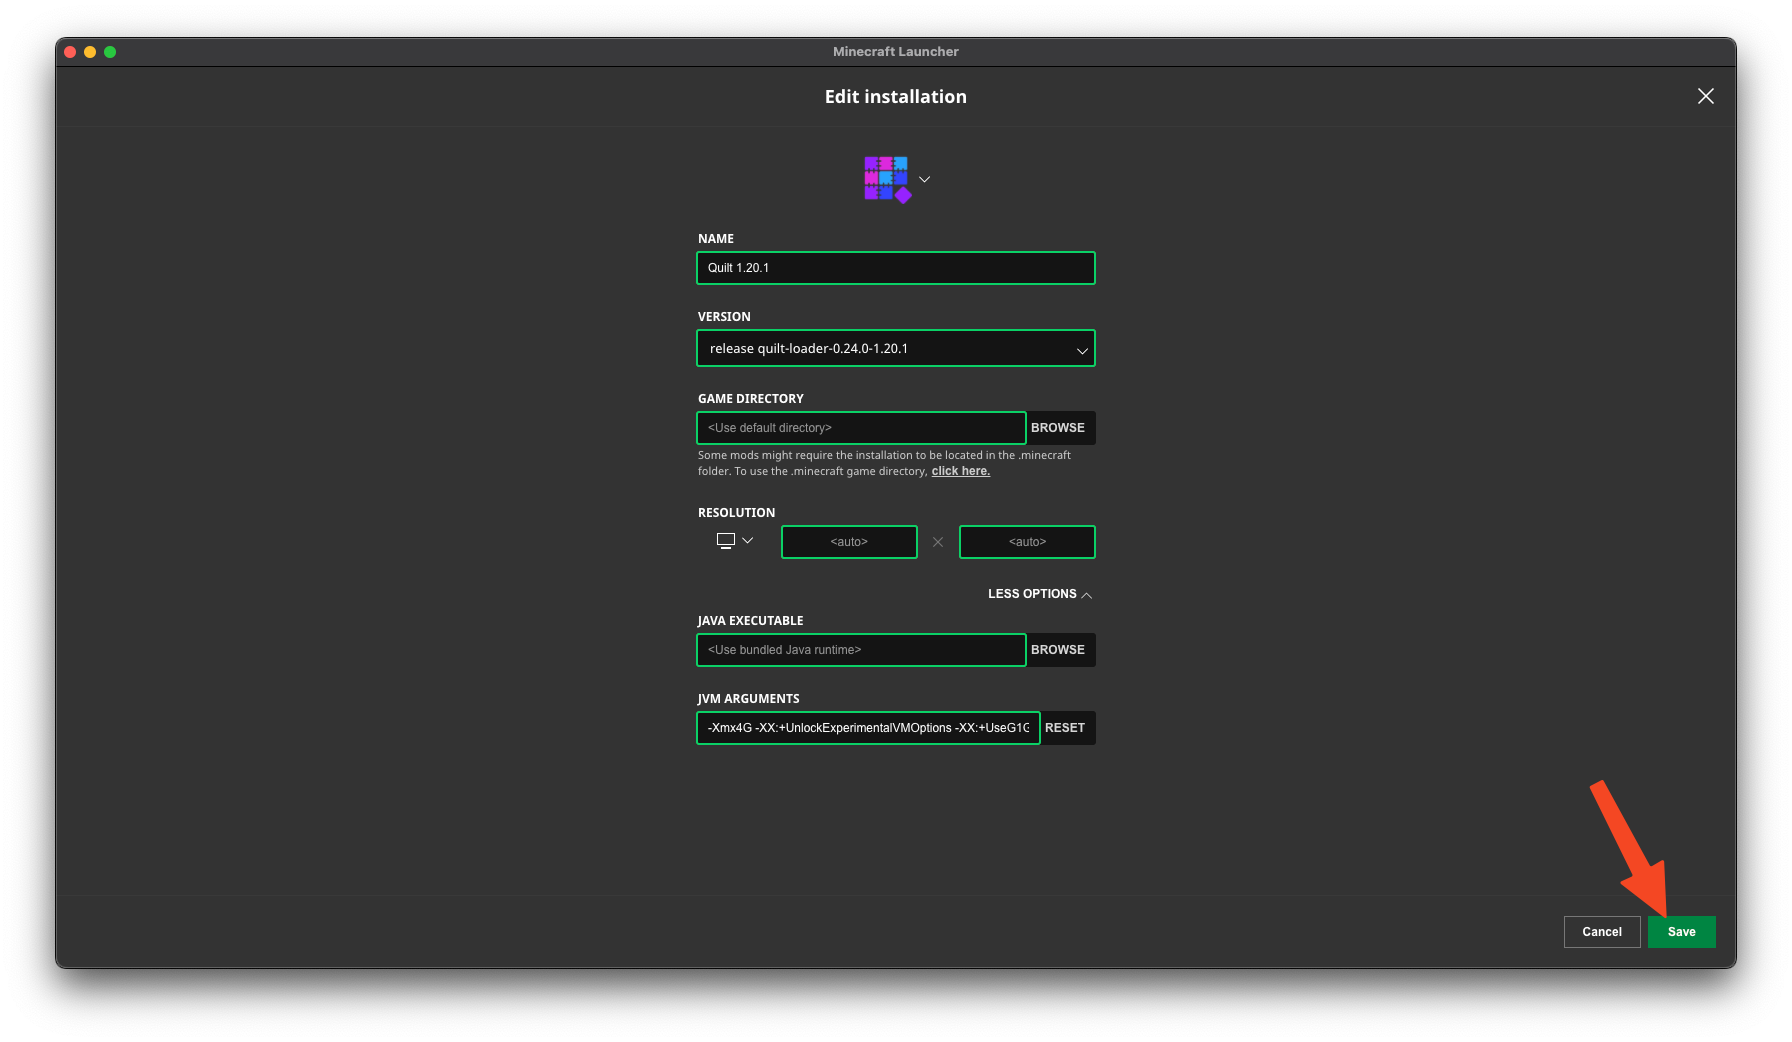 Minecraft Launcher
Edit installation
NAME
Quilt 1.20.1
VERSION
release quilt-loader-0.24.0-1.20.1
GAME DIRECTORY
<Use default directory> BROWSE
Some mods might require the installation to be located in the .minecraft
folder. To use the .minecraft game directory, click here.
RESOLUTION
<auto> <auto>
LESS OPTIONS
JAVA EXECUTABLE
<Use bundled Java runtime> BROWSE
JVM ARGUMENTS
-Xmx4G -XX:+UnlockExperimentalVMOptions -XX:+UseG1G RESET
Cancel Save